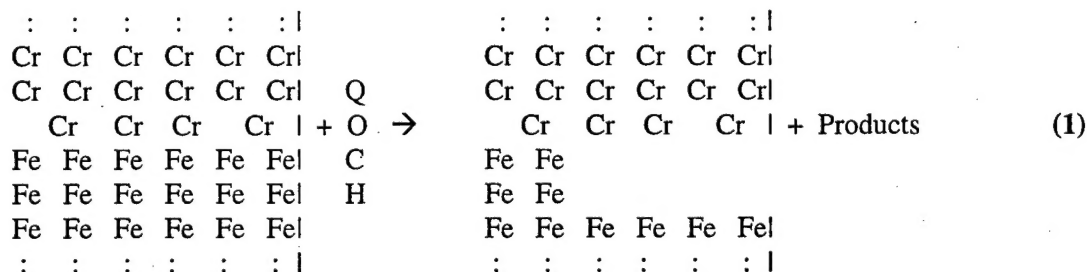 : : : : : : | : : : : : : |
Cr Cr Cr Cr Cr Cr| Cr Cr Cr Cr Cr Cr|
Cr Cr Cr Cr Cr Cr| Q Cr Cr Cr Cr Cr Cr|
Cr Cr Cr Cr | + O → Cr Cr Cr Cr | + Products (1)
Fe Fe Fe Fe Fe Fe| C Fe Fe
Fe Fe Fe Fe Fe Fe| H Fe Fe
Fe Fe Fe Fe Fe Fe| Fe Fe Fe Fe Fe Fe|
: : : : : : | : : : : : : |